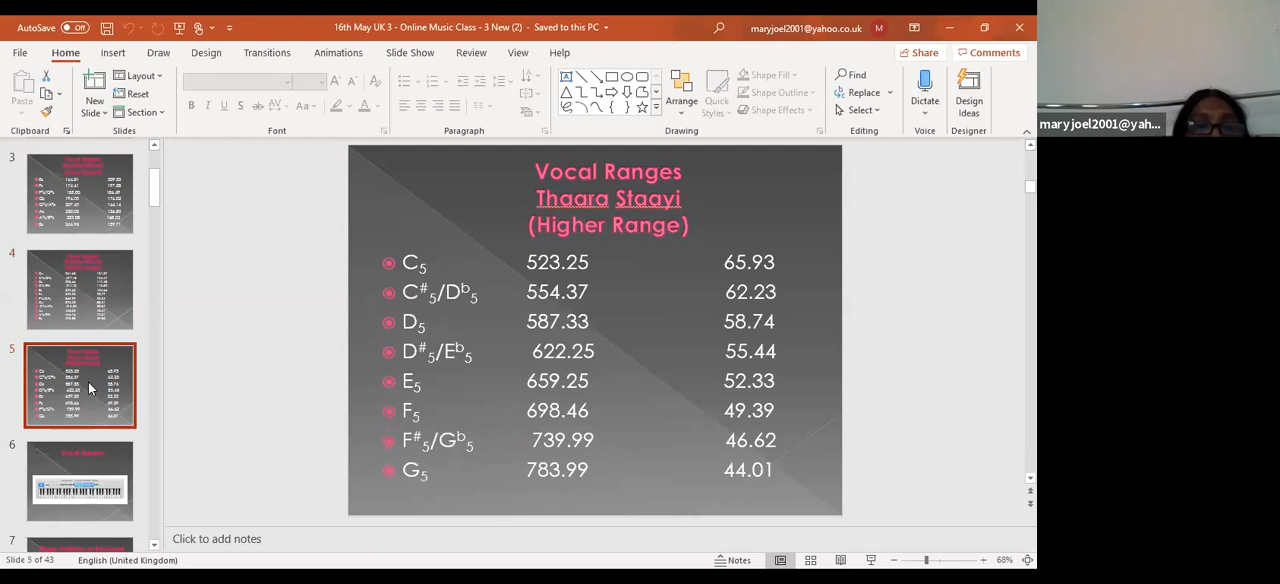 AutoSave Off
16th May UK 3 - Online Music Class - 3 New (2) - Saved to this PC
maryjoel2001@yahoo.co.uk M
File Home Insert Draw Design Transitions Animations Slide Show Review View Help
Share Comments
Paste
New
Slide
Layout
Reset
Section
Shape Fill
Shape Outline
Shape Effects
Arrange
Quick
Styles
Find
Replace
Select
Dictate
Design
Ideas
Clipboard Slides Font Paragraph Drawing Editing Voice Designer
maryjoel2001@yah...
3
4
5
6
Vocal Ranges
7
Vocal Ranges
Thaara Staayi
(Higher Range)
C5 523.25 65.93
C#5/Db5 554.37 62.23
D5 587.33 58.74
D#5/Eb5 622.25 55.44
E5 659.25 52.33
F5 698.46 49.39
F#5/Gb5 739.99 46.62
G5 783.99 44.01
Click to add notes
Slide 5 of 43 English (United Kingdom) Notes 68%